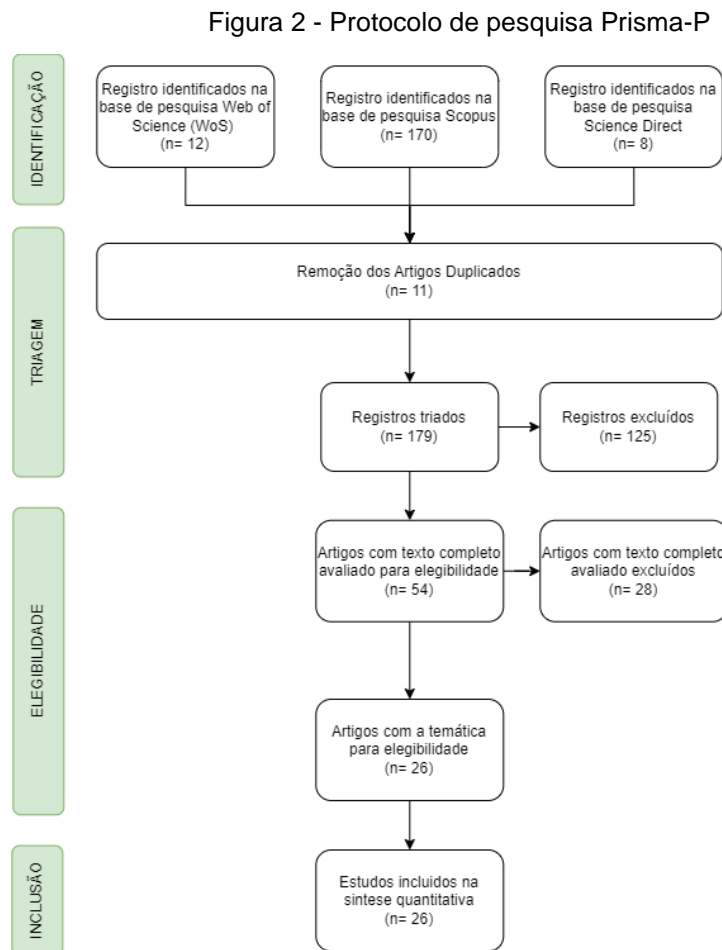 Figura 2 - Protocolo de pesquisa Prisma-P
IDENTIFICAÇÃO
Registro identificados na
base de pesquisa Web of
Science (WoS)
(n= 12)
Registro identificados na
base de pesquisa Scopus
(n= 170)
Registro identificados na
base de pesquisa
Science Direct
(n= 8)
TRIAGEM
Remoção dos Artigos Duplicados
(n= 11)
Registros triados
(n= 179)
Registros excluídos
(n= 125)
ELEGIBILIDADE
Artigos com texto completo
avaliado para elegibilidade
(n= 54)
Artigos com texto completo
avaliado excluídos
(n= 28)
Artigos com a temática
para elegibilidade
(n= 26)
INCLUSÃO
Estudos incluidos na
sintese quantitativa
(n= 26)